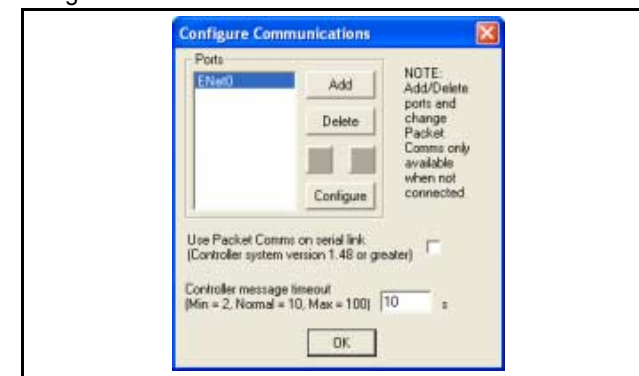 Configure Communications
Ports
ENet0
Add
Delete
Configure
NOTE:
Add/Delete
ports and
change
Packet
Comms only
available
when not
connected
Use Packet Comms on serial link
(Controller system version 1.48 or greater)
Controller message timeout
(Min = 2, Normal = 10, Max = 100)
10
s
OK